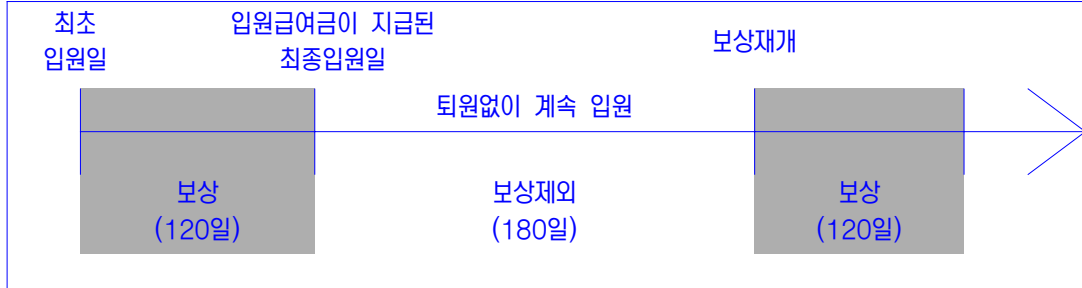 최초
입원일
입원급여금이 지급된
최종입원일
보상재개
퇴원없이 계속 입원
보상
(120일)
보상제외
(180일)
보상
(120일)